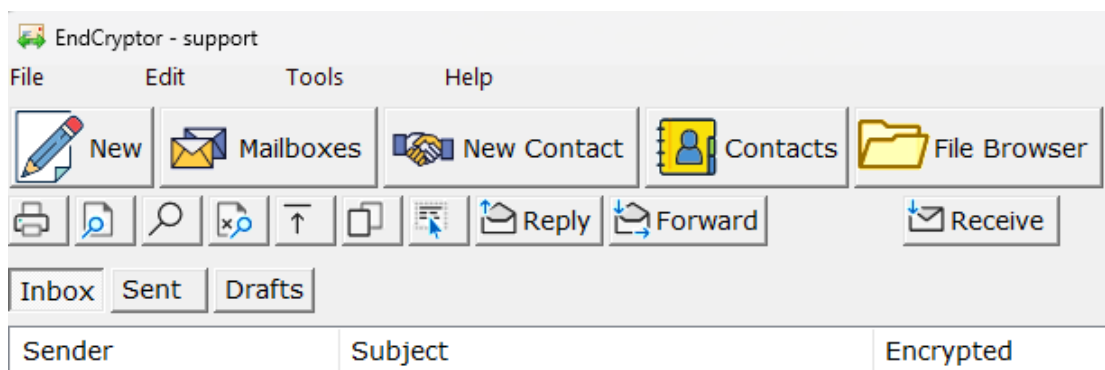 EndCryptor - support
File Edit Tools Help
New Mailboxes New Contact Contacts File Browser
Reply Forward Receive
Inbox Sent Drafts
Sender Subject Encrypted